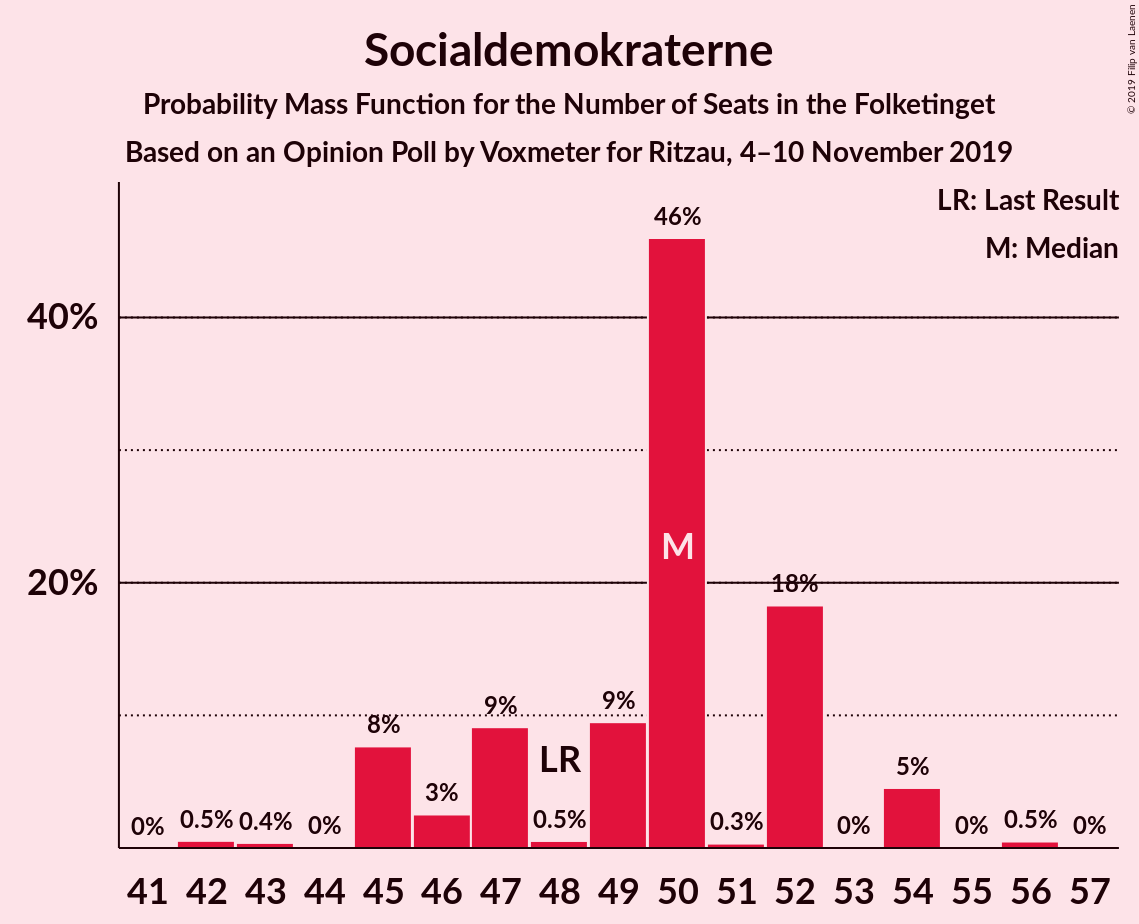 Socialdemokraterne
Probability Mass Function for the Number of Seats in the Folketinget
Based on an Opinion Poll by Voxmeter for Ritzau, 4–10 November 2019
© 2019 Filip van Laenen
LR: Last Result
M: Median
40%
20%
0% 0.5% 0.4% 0% 8% 3% 9% 0.5% 9% 46% 0.3% 18% 0% 5% 0% 0.5% 0%
LR
M
41 42 43 44 45 46 47 48 49 50 51 52 53 54 55 56 57